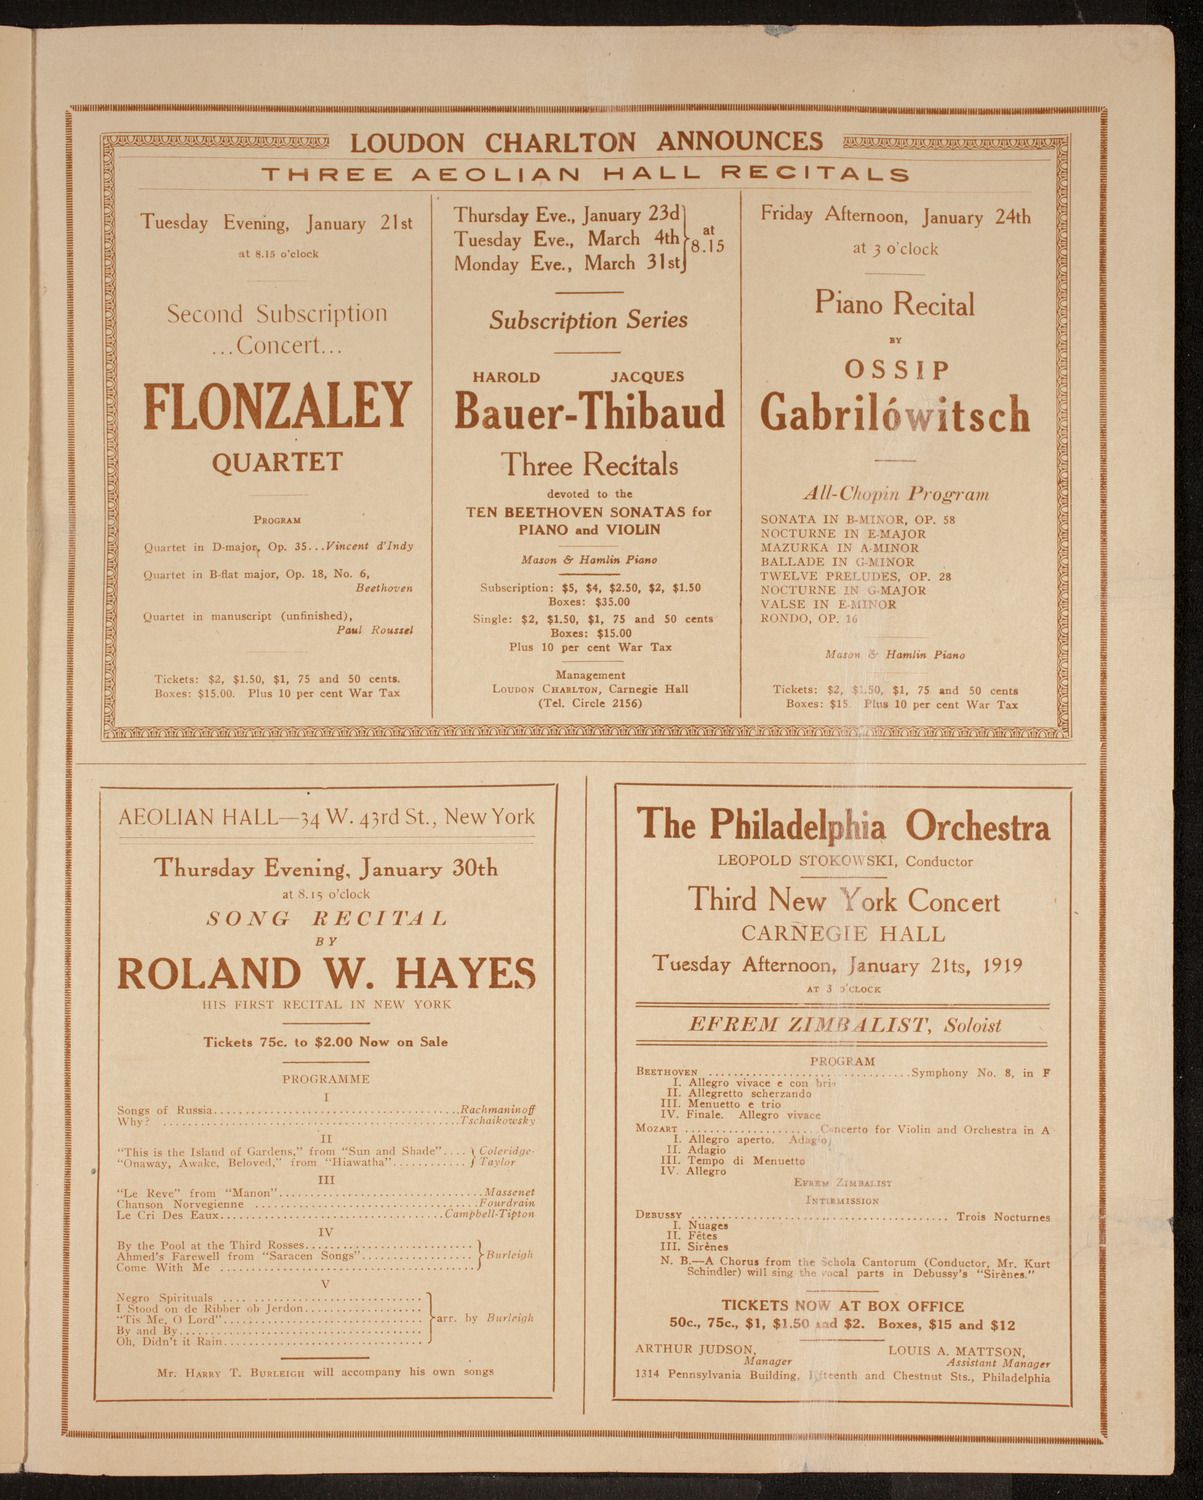 LOUDON CHARLTON ANNOUNCES
THREE AEOLIAN HALL RECITALS
Tuesday Evening, January 21st
at 8.15 o'clock
Second Subscription
...Concert...
FLONZALEY
QUARTET
PROGRAM
Quartet in D-major, Op. 35...Vincent d'Indy
Quartet in B-flat major, Op. 18, No. 6,
Beethoven
Quartet in manuscript (unfinished),
Paul Roussel
Tickets: $2, $1.50, $1, 75 and 50 cents.
Boxes: $15.00. Plus 10 per cent War Tax
Thursday Eve., January 23d
Tuesday Eve., March 4th
Monday Eve., March 31st
at
8.15
Subscription Series
HAROLD JACQUES
Bauer-Thibaud
Three Recitals
devoted to the
TEN BEETHOVEN SONATAS for
PIANO and VIOLIN
Mason & Hamlin Piano
Subscription: $5, $4, $2.50, $2, $1.50
Boxes: $35.00
Single: $2, $1.50, $1, 75 and 50 cents
Boxes: $15.00
Plus 10 per cent War Tax
Management
LOUDON CHARLTON, Carnegie Hall
(Tel. Circle 2156)
Friday Afternoon, January 24th
at 3 o'clock
Piano Recital
BY
OSSIP
Gabrilówitsch
All-Chopin Program
SONATA IN B-MINOR, OP. 58
NOCTURNE IN E-MAJOR
MAZURKA IN A-MINOR
BALLADE IN G-MINOR
TWELVE PRELUDES, OP. 28
NOCTURNE IN G-MAJOR
VALSE IN E-MINOR
RONDO, OP. 16
Mason & Hamlin Piano
Tickets: $2, $1.50, $1, 75 and 50 cents
Boxes: $15. Plus 10 per cent War Tax
AEOLIAN HALL—34 W. 43rd St., New York
Thursday Evening, January 30th
at 8.15 o'clock
SONG RECITAL
BY
ROLAND W. HAYES
HIS FIRST RECITAL IN NEW YORK
Tickets 75c. to $2.00 Now on Sale
PROGRAMME
I
Songs of Russia........Rachmaninoff
Why? ........Tschaikowsky
II
"This is the Island of Gardens," from "Sun and Shade".... } Coleridge-
"Onaway, Awake, Beloved," from "Hiawatha"............ } Taylor
III
"Le Reve" from "Manon"........Massenet
Chanson Norvegienne ........Fourdrain
Le Cri Des Eaux........Campbell-Tipton
IV
By the Pool at the Third Rosses........
Ahmed's Farewell from "Saracen Songs"........ } Burleigh
Come With Me ........
V
Negro Spirituals ........
I Stood on de Ribber ob Jerdon........
"Tis Me, O Lord"........ } arr. by Burleigh
By and By........
Oh, Didn't it Rain........
Mr. HARRY T. BURLEIGH will accompany his own songs
The Philadelphia Orchestra
LEOPOLD STOKOWSKI, Conductor
Third New York Concert
CARNEGIE HALL
Tuesday Afternoon, January 21ts, 1919
AT 3 O'CLOCK
EFREM ZIMBALIST, Soloist
PROGRAM
BEETHOVEN ........Symphony No. 8, in F
I. Allegro vivace e con brio
II. Allegretto scherzando
III. Menuetto e trio
IV. Finale. Allegro vivace
MOZART ........Concerto for Violin and Orchestra in A
I. Allegro aperto. Adagio;
II. Adagio
III. Tempo di Menuetto
IV. Allegro
EFREM ZIMBALIST
INTERMISSION
DEBUSSY ........ Trois Nocturnes
I. Nuages
II. Fêtes
III. Sirènes
N. B.—A Chorus from the Schola Cantorum (Conductor, Mr. Kurt
Schindler) will sing the vocal parts in Debussy's "Sirènes."
TICKETS NOW AT BOX OFFICE
50c., 75c., $1, $1.50 and $2. Boxes, $15 and $12
ARTHUR JUDSON,
Manager
LOUIS A. MATTSON,
Assistant Manager
1314 Pennsylvania Building, Fifteenth and Chestnut Sts., Philadelphia